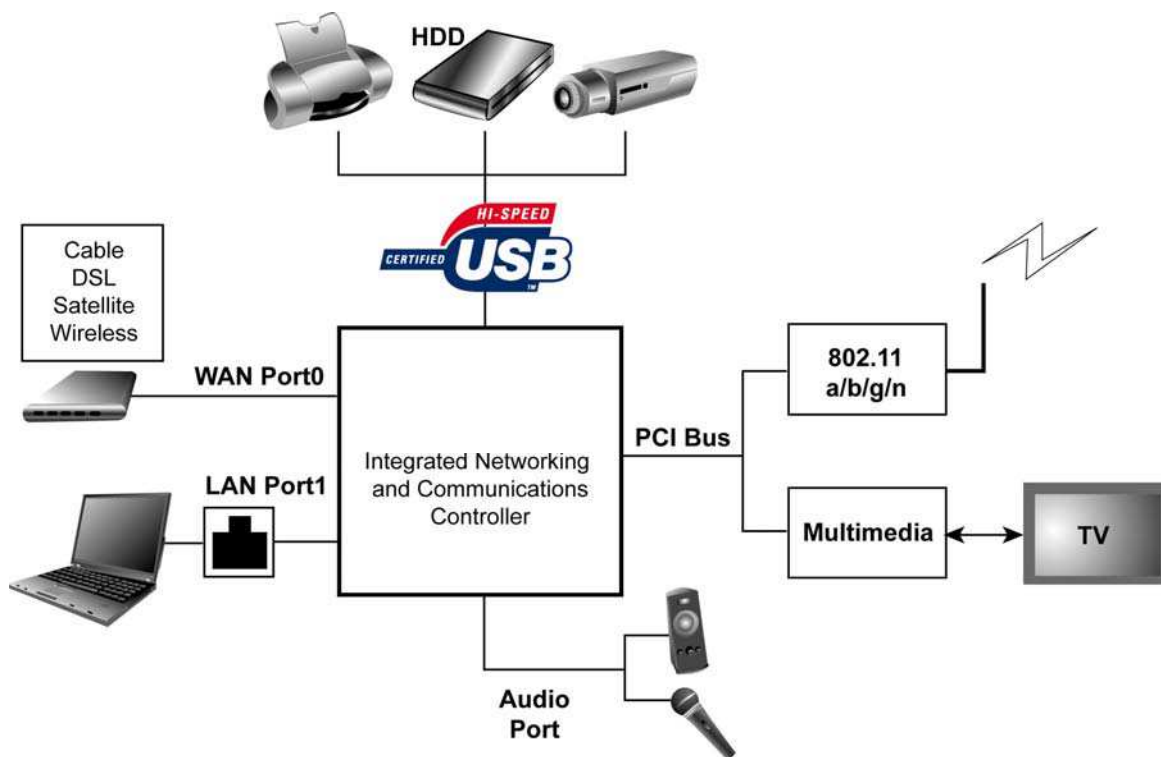 HDD
HI-SPEED
CERTIFIED USB
TM
Cable
DSL
Satellite
Wireless
WAN Port0
LAN Port1
Integrated Networking
and Communications
Controller
PCI Bus
802.11
a/b/g/n
Multimedia
TV
Audio
Port